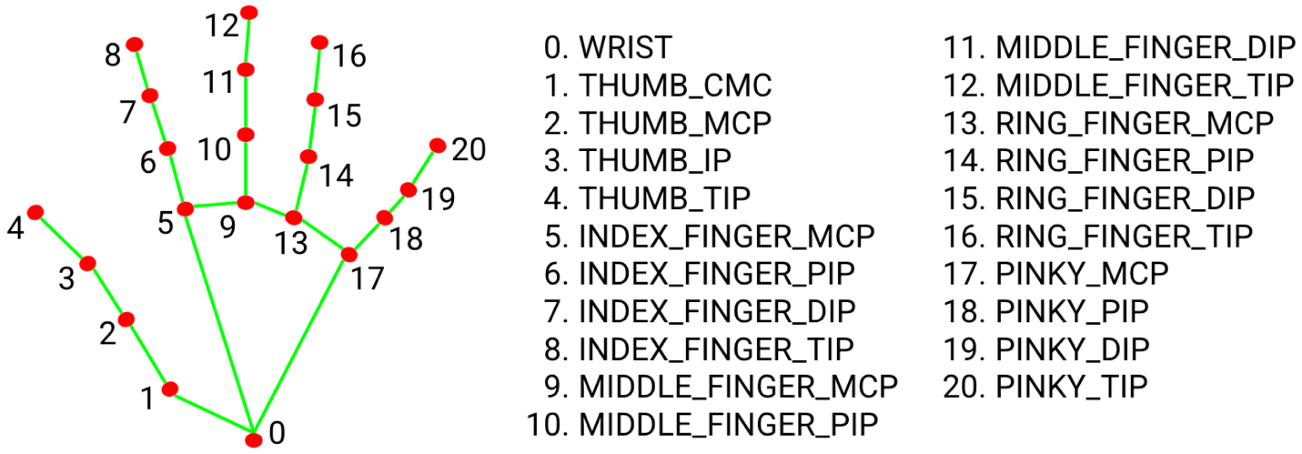 12
8
16
11
7
15
10
6
14
20
19
4
5
9
13
18
3
17
2
1
0
0. WRIST
1. THUMB_CMC
2. THUMB_MCP
3. THUMB_IP
4. THUMB_TIP
5. INDEX_FINGER_MCP
6. INDEX_FINGER_PIP
7. INDEX_FINGER_DIP
8. INDEX_FINGER_TIP
9. MIDDLE_FINGER_MCP
10. MIDDLE_FINGER_PIP
11. MIDDLE_FINGER_DIP
12. MIDDLE_FINGER_TIP
13. RING_FINGER_MCP
14. RING_FINGER_PIP
15. RING_FINGER_DIP
16. RING_FINGER_TIP
17. PINKY_MCP
18. PINKY_PIP
19. PINKY_DIP
20. PINKY_TIP